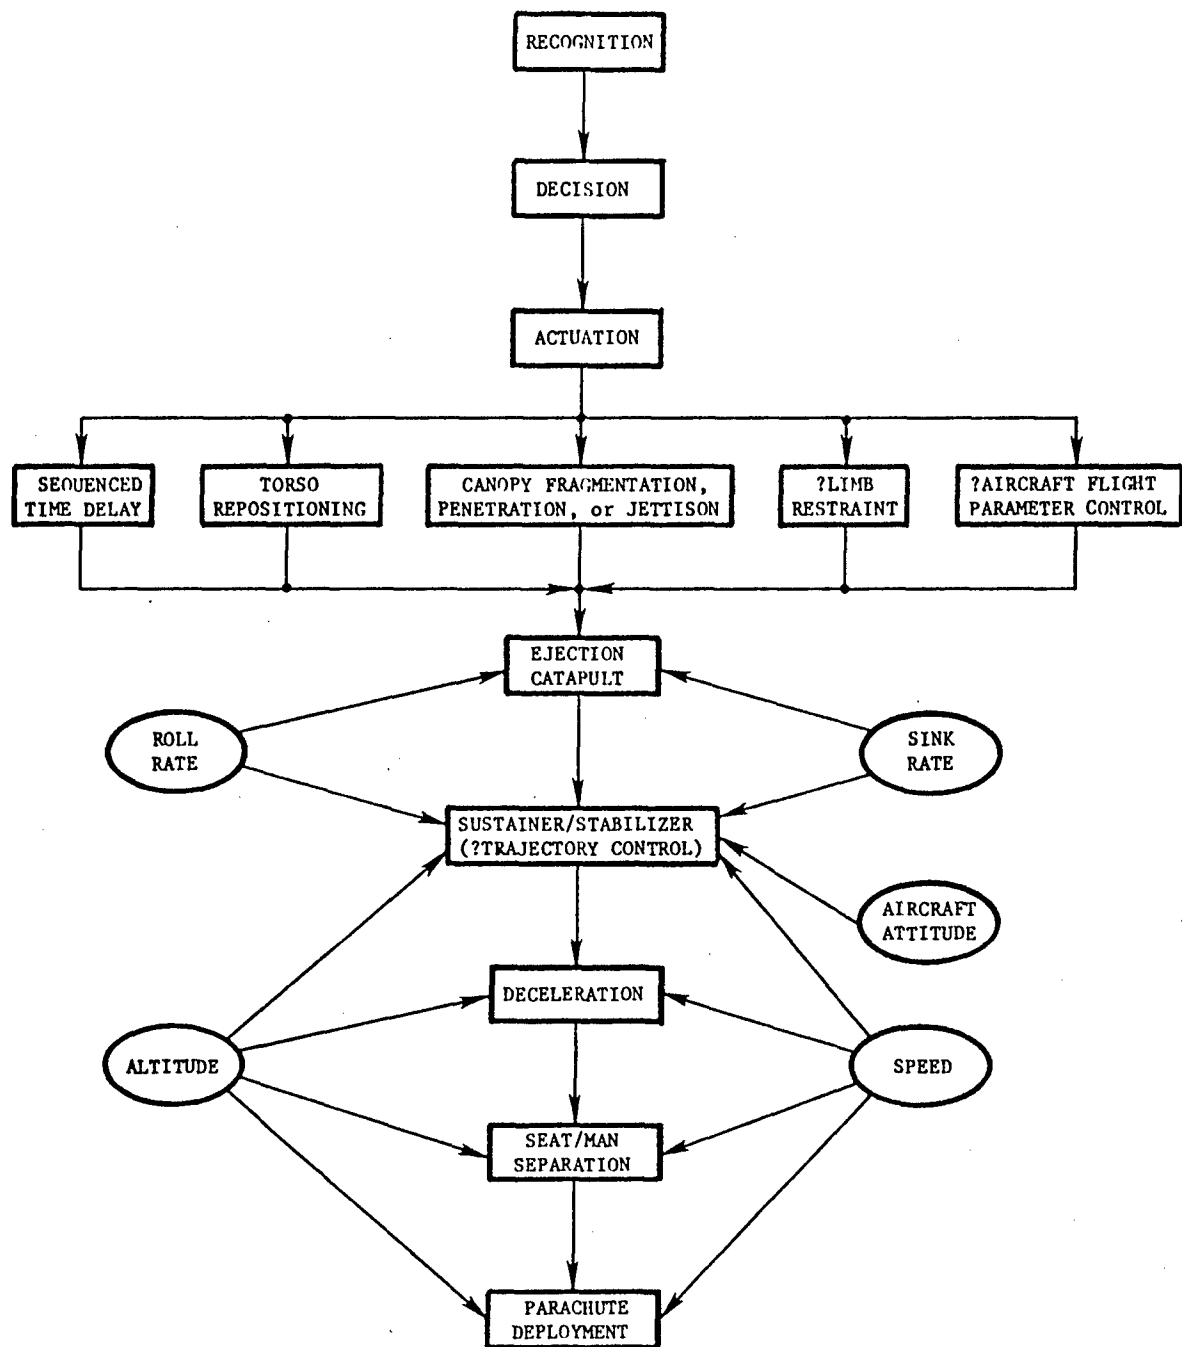 RECOGNITION
DECISION
ACTUATION
SEQUENCED
TIME DELAY
TORSO
REPOSITIONING
CANOPY FRAGMENTATION,
PENETRATION, or JETTISON
?LIMB
RESTRAINT
?AIRCRAFT FLIGHT
PARAMETER CONTROL
EJECTION
CATAPULT
ROLL
RATE
SINK
RATE
SUSTAINER/STABILIZER
(?TRAJECTORY CONTROL)
AIRCRAFT
ATTITUDE
DECELERATION
ALTITUDE
SPEED
SEAT/MAN
SEPARATION
PARACHUTE
DEPLOYMENT